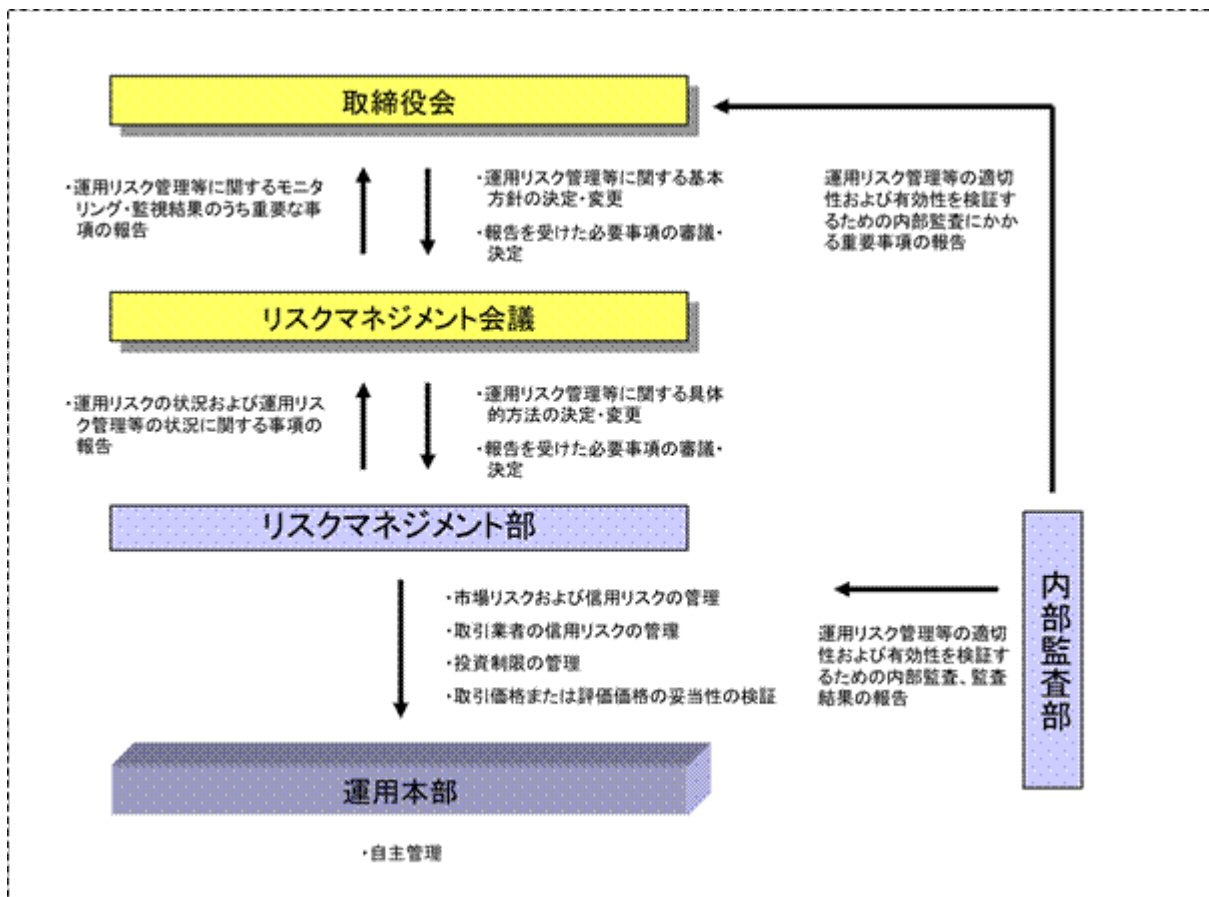 取締役会
・運用リスク管理等に関するモニ
タリング・監視結果のうち重要な事
項の報告
・運用リスク管理等に関する基本
方針の決定・変更
・報告を受けた必要事項の審議・
決定
運用リスク管理等の適切
性および有効性を検証す
るための内部監査にかか
る重要事項の報告
リスクマネジメント会議
・運用リスクの状況および運用リス
ク管理等の状況に関する事項の
報告
・運用リスク管理等に関する具体
的方法の決定・変更
・報告を受けた必要事項の審議・
決定
リスクマネジメント部
・市場リスクおよび信用リスクの管理
・取引業者の信用リスクの管理
・投資制限の管理
・取引価格または評価価格の妥当性の検証
運用リスク管理等の適切
性および有効性を検証す
るための内部監査、監査
結果の報告
内部監査部
運用本部
・自主管理